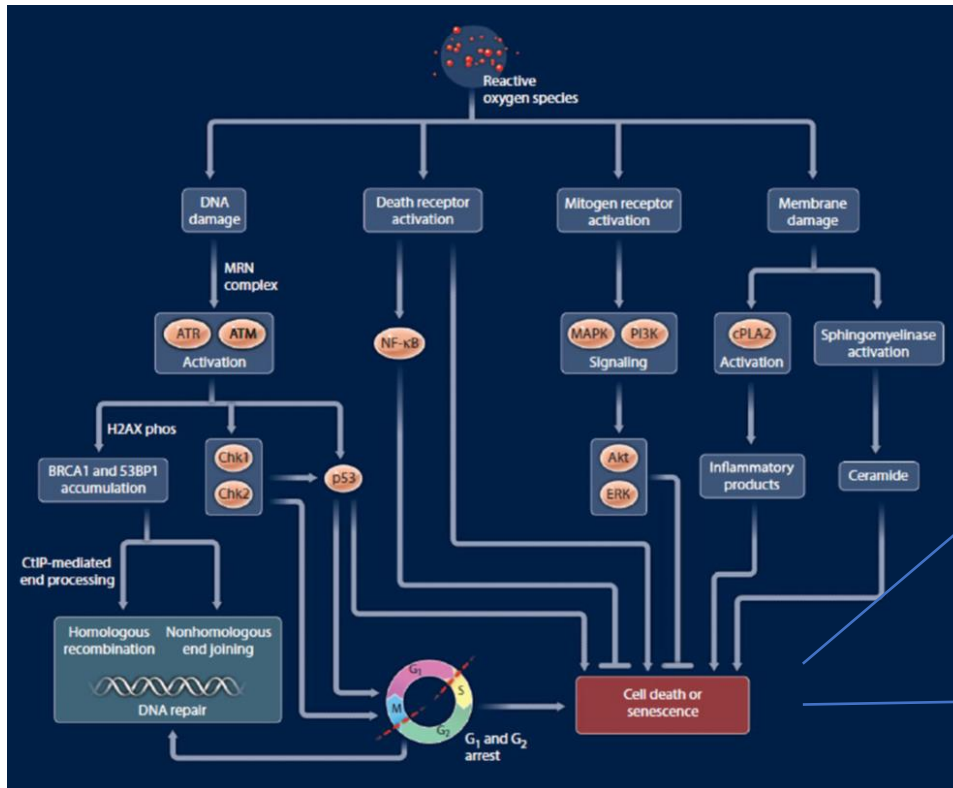 Reactive
oxygen species
DNA
damage
Death receptor
activation
Mitogen receptor
activation
Membrane
damage
MRN
complex
ATR ATM
Activation
NF-κB
MAPK PI3K
Signaling
cPLA2
Activation
Sphingomyelinase
activation
H2AX phos
BRCA1 and 53BP1
accumulation
Chk1
Chk2
p53
Akt
ERK
Inflammatory
products
Ceramide
CtIP-mediated
end processing
Homologous
recombination
Nonhomologous
end joining
DNA repair
G1
S
M
G2
G1 and G2
arrest
Cell death or
senescence